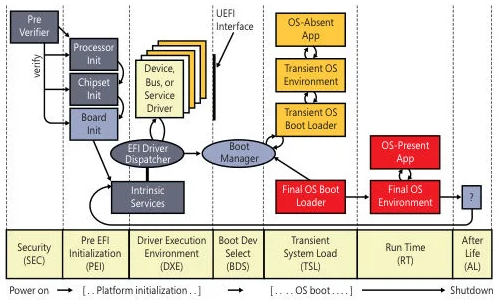 Pre
Verifier
verify
Processor
Init
Chipset
Init
Board
Init
Device,
Bus, or
Service
Driver
EFI Driver
Dispatcher
Intrinsic
Services
UEFI
Interface
Boot
Manager
OS-Absent
App
Transient OS
Environment
Transient OS
Boot Loader
Final OS Boot
Loader
OS-Present
App
Final OS
Environment
?
Security
(SEC)
Pre EFI
Initialization
(PEI)
Driver Execution
Environment
(DXE)
Boot Dev
Select
(BDS)
Transient
System Load
(TSL)
Run Time
(RT)
After
Life
(AL)
Power on
[ . . Platform initialization . . ]
[ . . . . OS boot . . . . ]
Shutdown